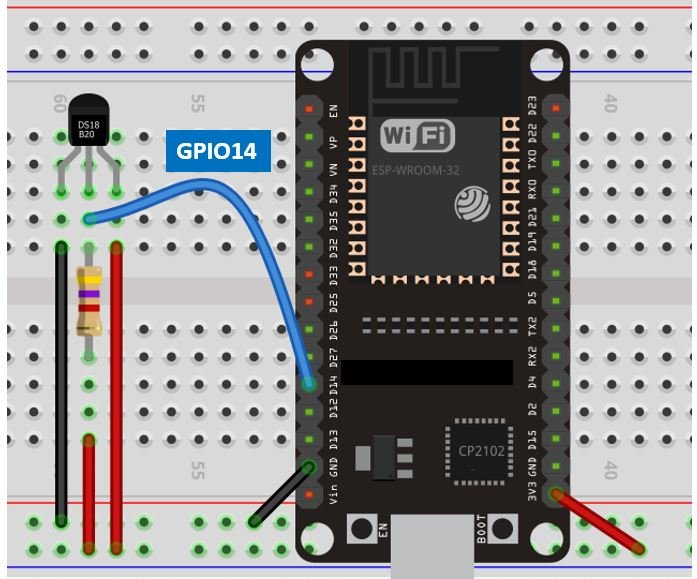 60
55
40
DS18
B20
GPIO14
WiFi
ESP-WROOM-32
EN
VP
VN
D34
D35
D32
D33
D25
D26
D27
D14
D12
D13
GND
Vin
D23
D22
TX0
RX0
D21
D19
D18
D5
TX2
RX2
D4
D2
D15
GND
3V3
CP2102
EN
BOOT
55
40